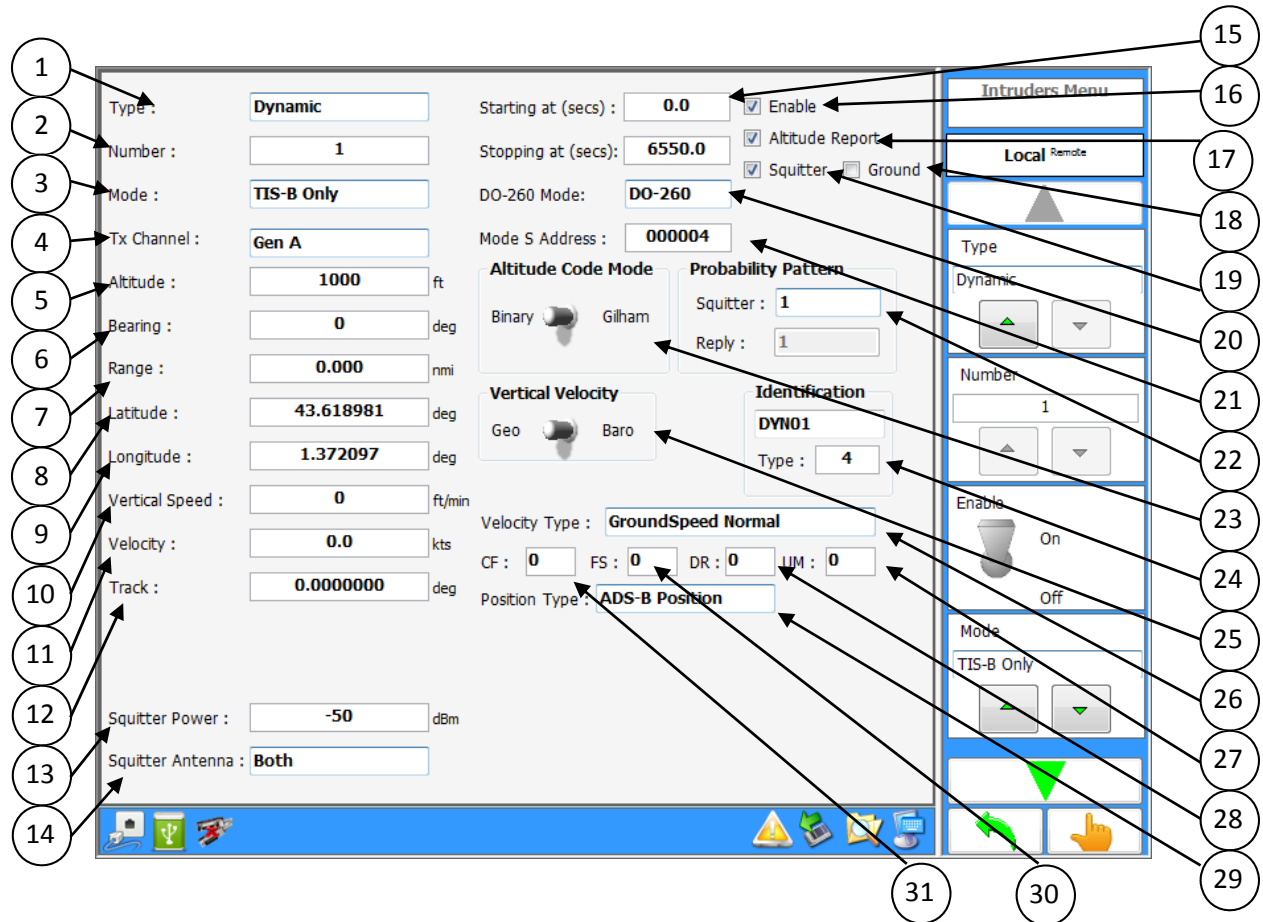 1
2
3
4
5
6
7
8
9
10
11
12
13
14
Type : Dynamic
Number : 1
Mode : TIS-B Only
Tx Channel : Gen A
Altitude : 1000 ft
Bearing : 0 deg
Range : 0.000 nmi
Latitude : 43.618981 deg
Longitude : 1.372097 deg
Vertical Speed : 0 ft/min
Velocity : 0.0 kts
Track : 0.0000000 deg
Squitter Power : -50 dBm
Squitter Antenna : Both
Starting at (secs) : 0.0 Enable
Stopping at (secs): 6550.0 Altitude Report
Squitter Ground
DO-260 Mode: DO-260
Mode S Address : 000004
Altitude Code Mode
Binary Gilham
Probability Pattern
Squitter : 1
Reply : 1
Vertical Velocity
Geo Baro
Identification
DYN01
Type : 4
Velocity Type : GroundSpeed Normal
CF : 0 FS : 0 DR : 0 UM : 0
Position Type : ADS-B Position
Intruders Menu
Local Remote
Type
Dynamic
Number
1
Enable
On
Off
Mode
TIS-B Only
15
16
17
18
19
20
21
22
23
24
25
26
27
28
29
30
31